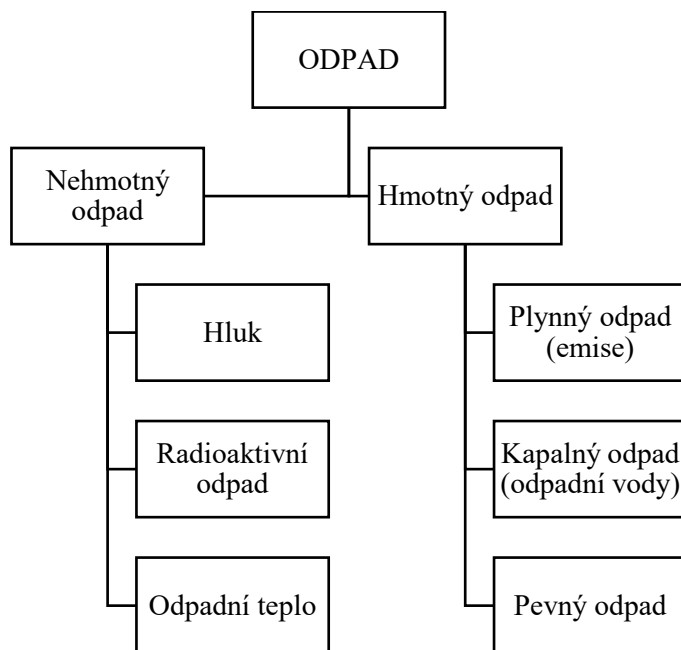 ODPAD
Nehmotný
odpad
Hmotný odpad
Hluk
Radioaktivní
odpad
Odpadní teplo
Plynný odpad
(emise)
Kapalný odpad
(odpadní vody)
Pevný odpad